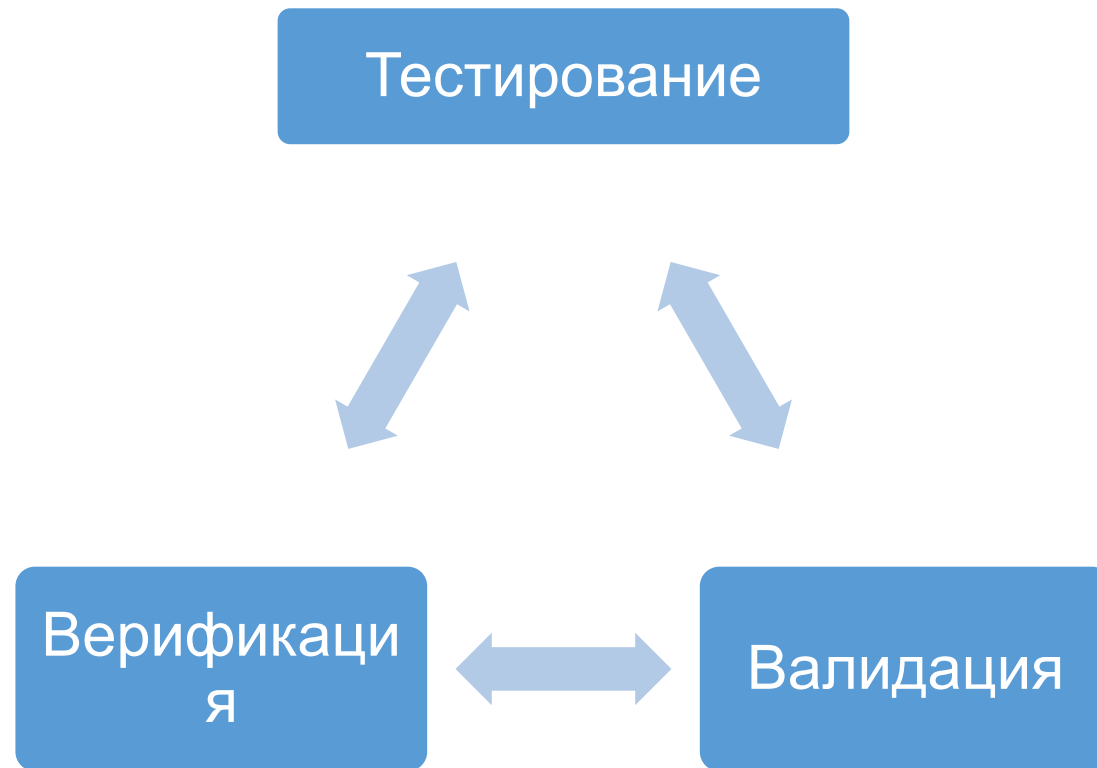 Тестирование
Верификаци
я
Валидация